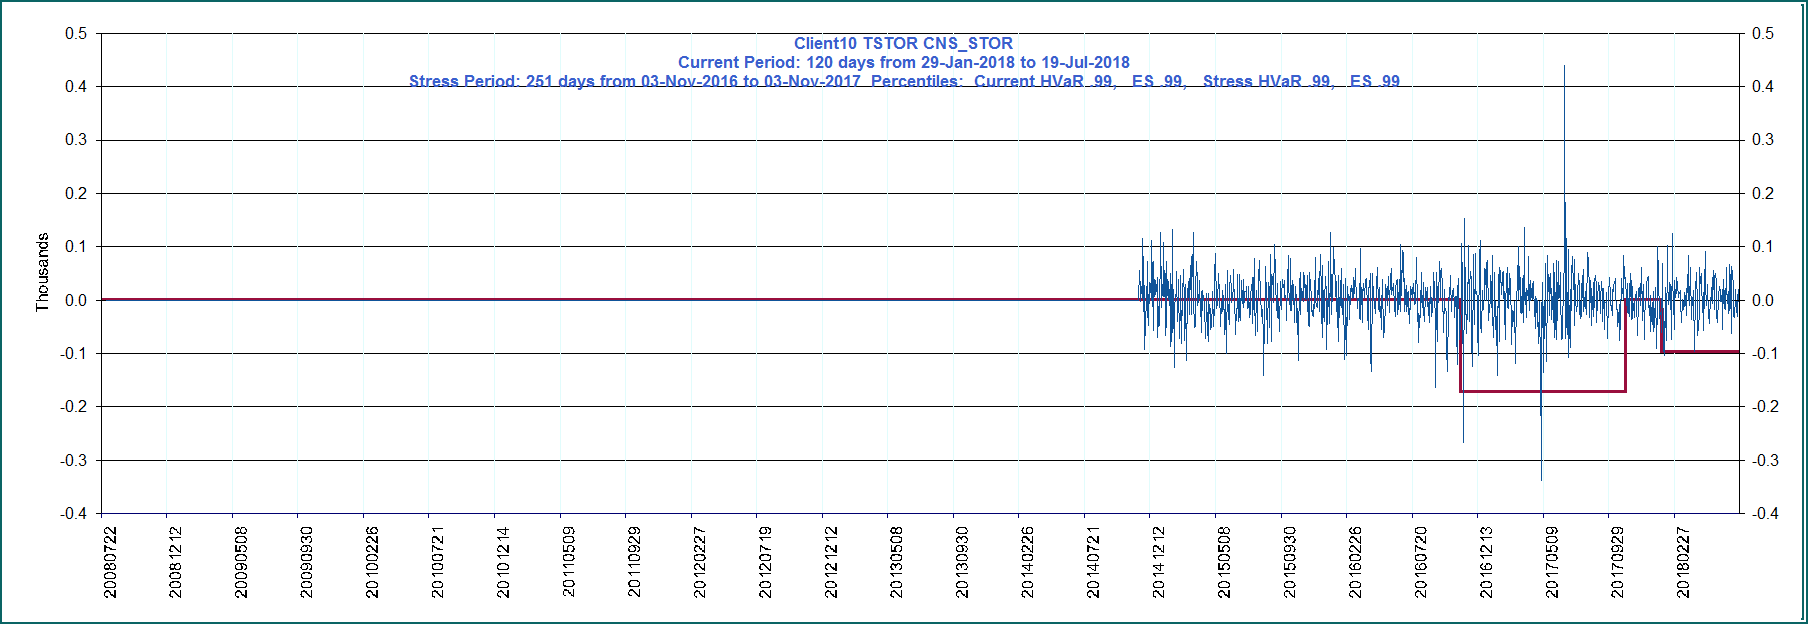 Client10 TSTOR CNS_STOR
Current Period: 120 days from 29-Jan-2018 to 19-Jul-2018
Stress Period: 251 days from 03-Nov-2016 to 03-Nov-2017 Percentiles: Current HVaR .99, ES .99, Stress HVaR .99, ES .99
0.5 0.5
0.4 0.4
0.3 0.3
0.2 0.2
0.1 0.1
0.0 0.0
-0.1 -0.1
-0.2 -0.2
-0.3 -0.3
-0.4 -0.4
Thousands
20080722 20081212 20090508 20090930 20100226 20100721 20101214 20110509 20110929 20120227 20120719 20121212 20130508 20130930 20140226 20140721 20141212 20150508 20150930 20160226 20160720 20161213 20170509 20170929 20180227